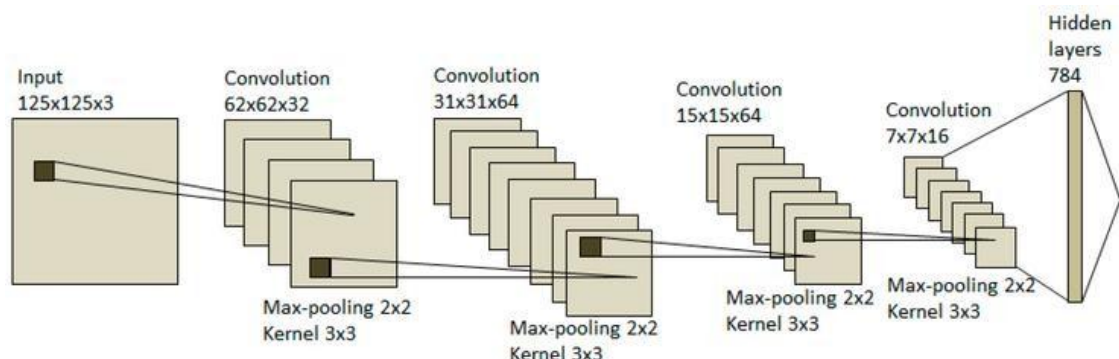 Input
125x125x3
Convolution
62x62x32
Max-pooling 2x2
Kernel 3x3
Convolution
31x31x64
Max-pooling 2x2
Kernel 3x3
Convolution
15x15x64
Max-pooling 2x2
Kernel 3x3
Convolution
7x7x16
Max-pooling 2x2
Kernel 3x3
Hidden
layers
784